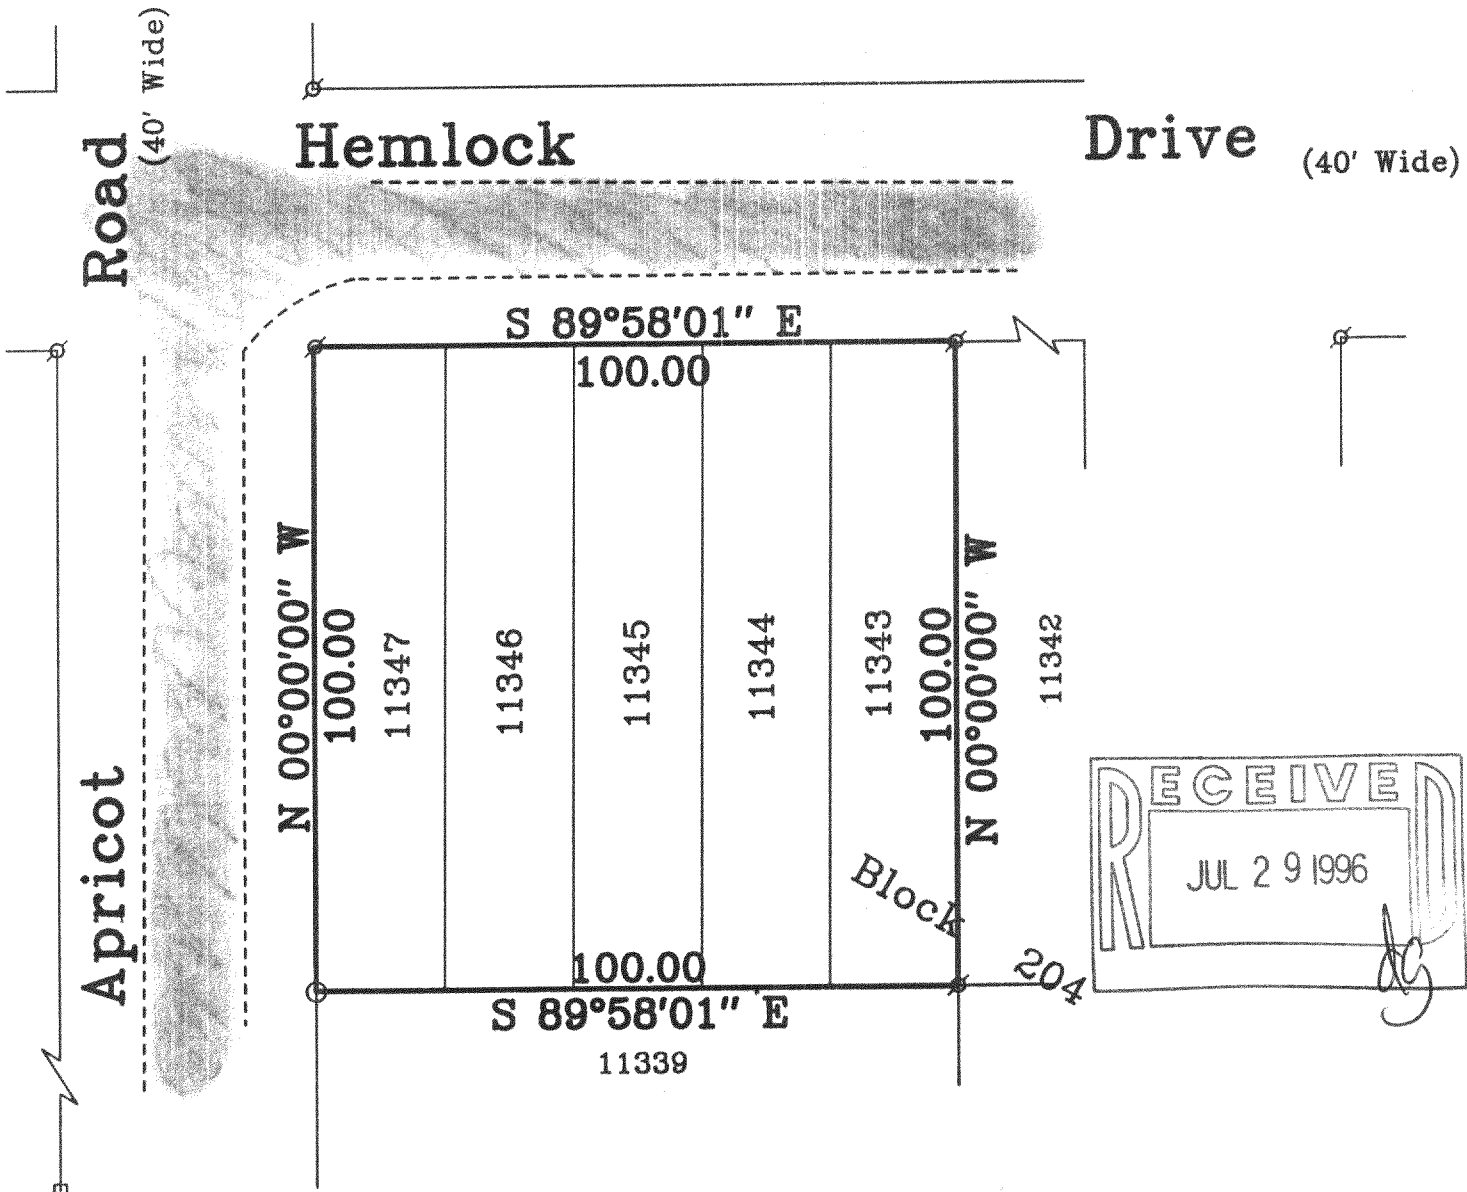 Road (40' Wide)
Hemlock Drive (40' Wide)
S 89°58'01" E
100.00
N 00°00'00" W
100.00
11347
11346
11345
11344
11343
100.00
N 00°00'00" W
11342
Apricot
Block 204
100.00
S 89°58'01" E
11339
RECEIVED
JUL 29 1996